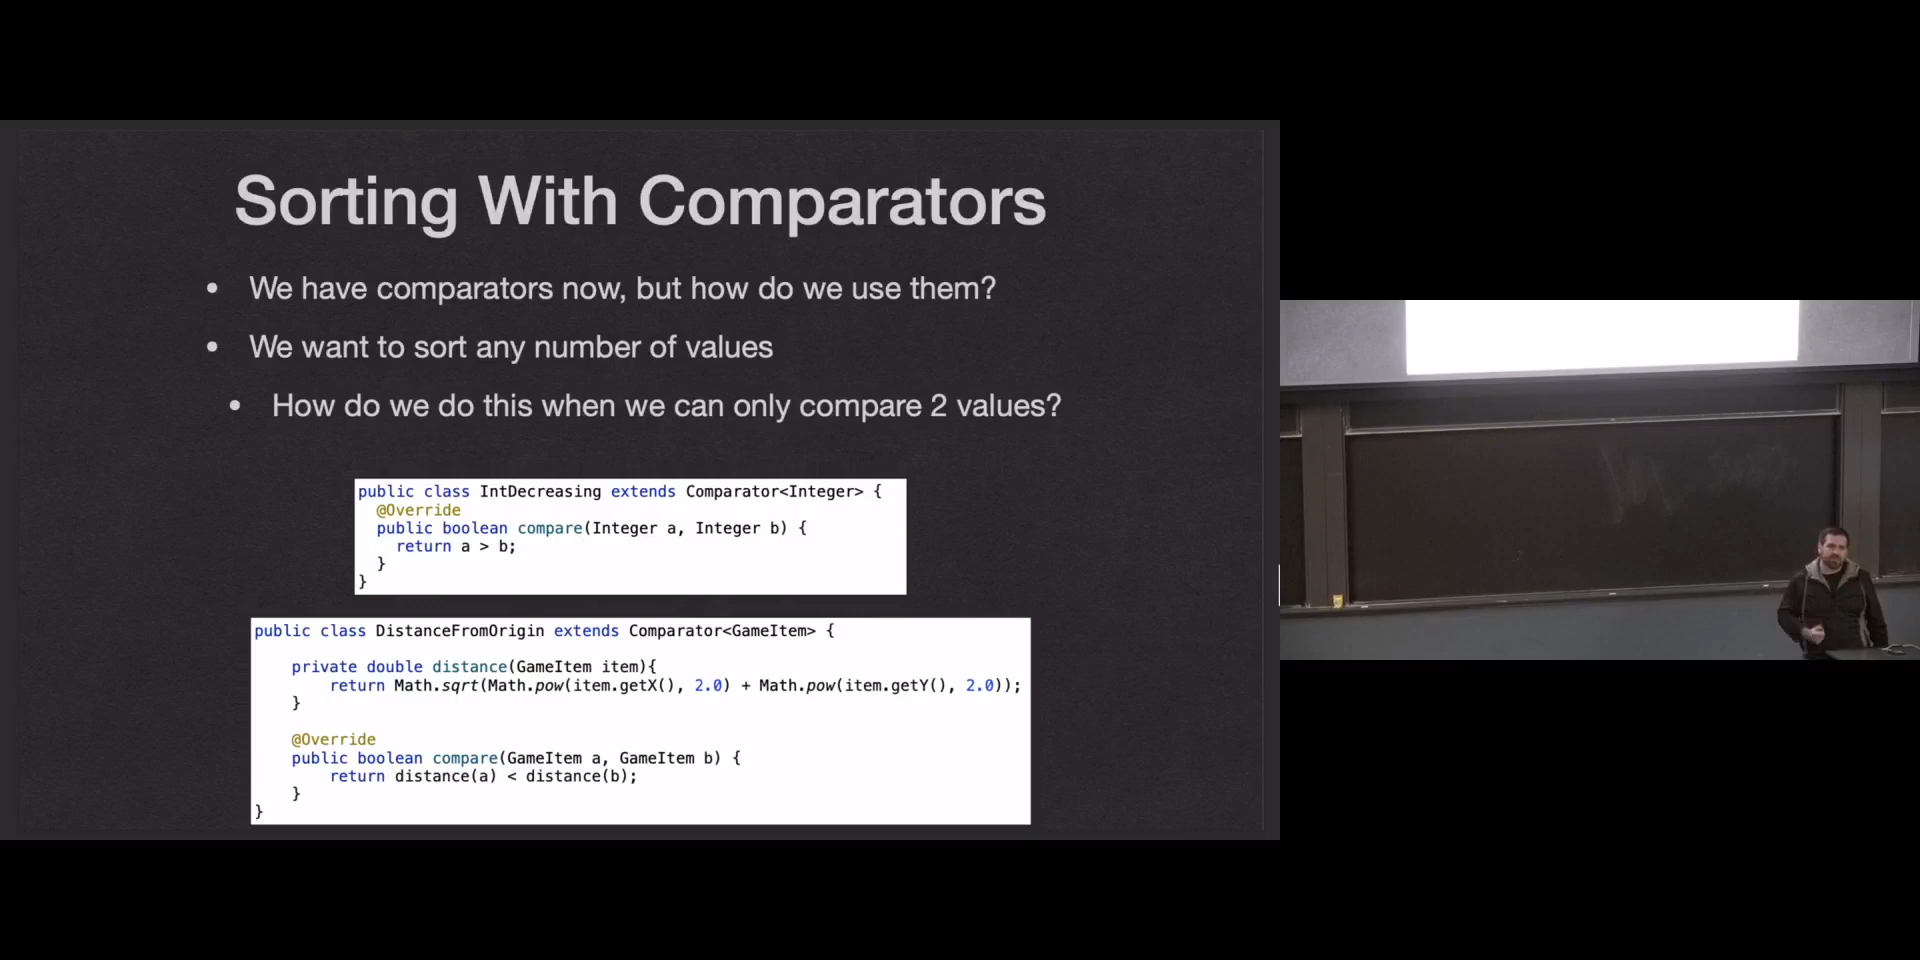 Sorting With Comparators
• We have comparators now, but how do we use them?
• We want to sort any number of values
• How do we do this when we can only compare 2 values?
public class IntDecreasing extends Comparator<Integer> {
@Override
public boolean compare(Integer a, Integer b) {
return a > b;
}
}
public class DistanceFromOrigin extends Comparator<GameItem> {
private double distance(GameItem item){
return Math.sqrt(Math.pow(item.getX(), 2.0) + Math.pow(item.getY(), 2.0));
}
@Override
public boolean compare(GameItem a, GameItem b) {
return distance(a) < distance(b);
}
}